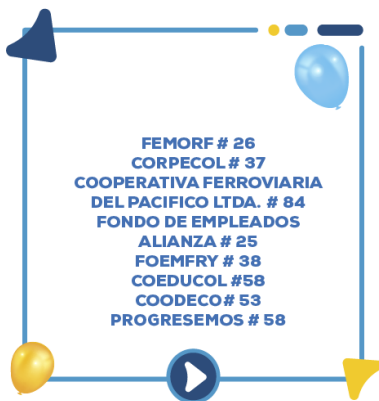 FEMORF # 26
CORPECOL # 37
COOPERATIVA FERROVIARIA
DEL PACIFICO LTDA. # 84
FONDO DE EMPLEADOS
ALIANZA # 25
FOEMFRY # 38
COEDUCOL #58
COODECO # 53
PROGRESEMOS # 58